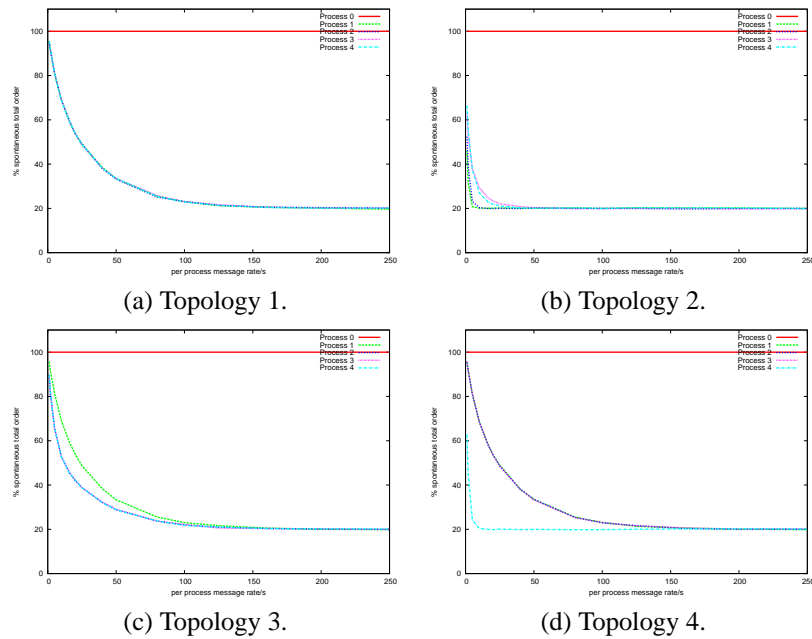 Process 0
Process 1
Process 2
Process 3
Process 4
100
80
60
40
20
0
% spontaneous total order
0 50 100 150 200 250
per process message rate/s
(a) Topology 1.
Process 0
Process 1
Process 2
Process 3
Process 4
100
80
60
40
20
0
% spontaneous total order
0 50 100 150 200 250
per process message rate/s
(b) Topology 2.
Process 0
Process 1
Process 2
Process 3
Process 4
100
80
60
40
20
0
% spontaneous total order
0 50 100 150 200 250
per process message rate/s
(c) Topology 3.
Process 0
Process 1
Process 2
Process 3
Process 4
100
80
60
40
20
0
% spontaneous total order
0 50 100 150 200 250
per process message rate/s
(d) Topology 4.